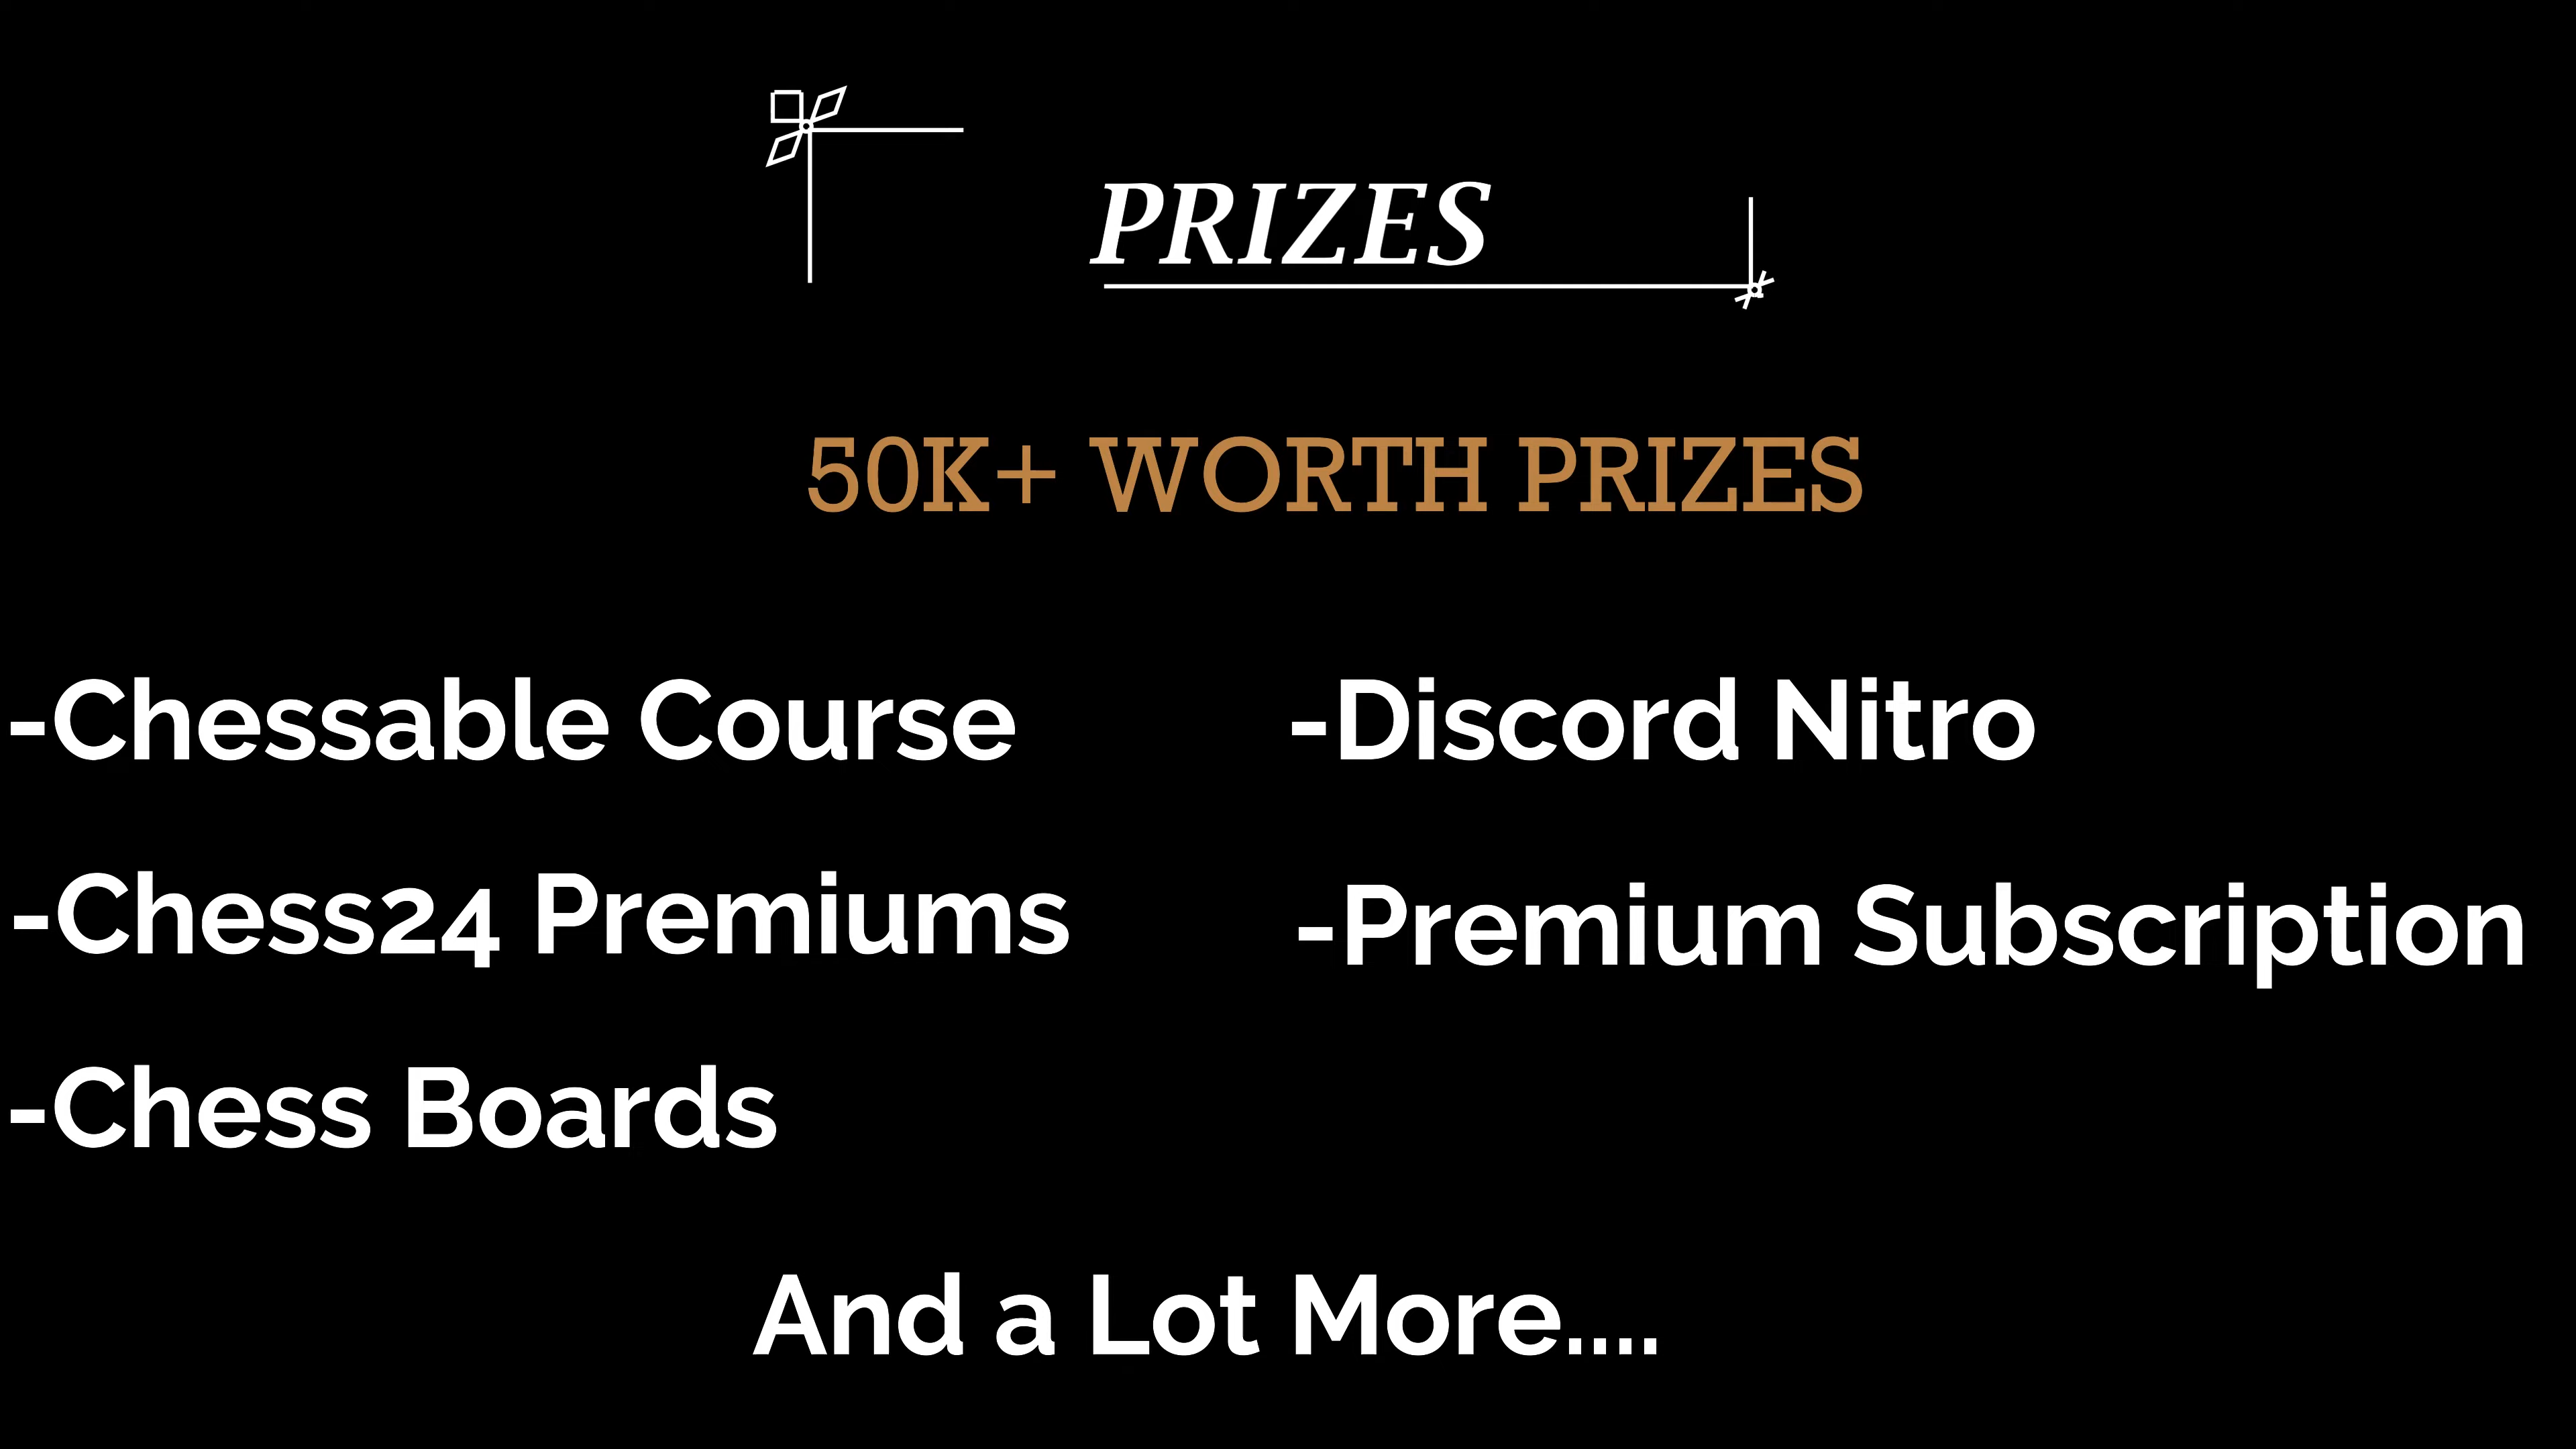 PRIZES
50K+ WORTH PRIZES
-Chessable Course
-Discord Nitro
-Chess24 Premiums
-Premium Subscription
-Chess Boards
And a Lot More....